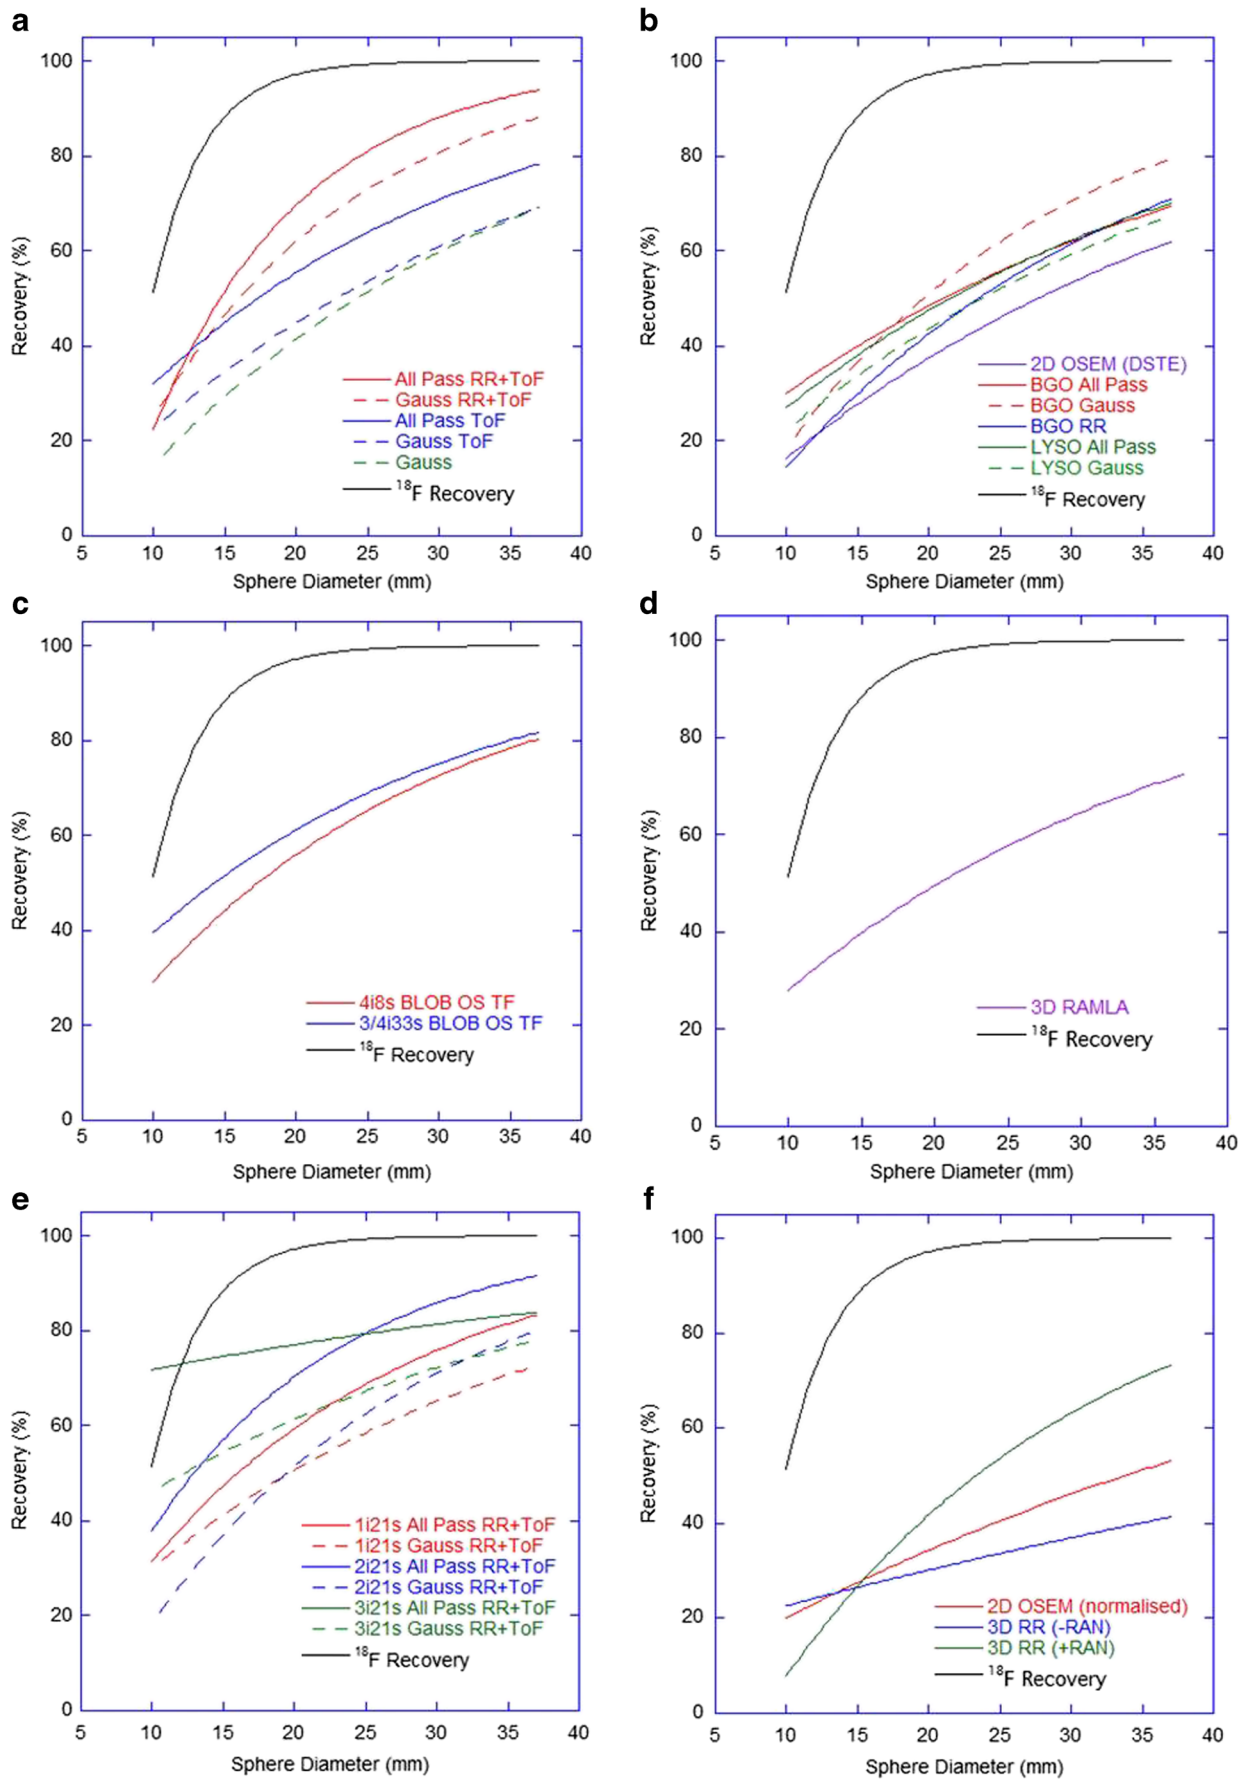 a
100
80
60
40
20
0
Recovery (%)
All Pass RR+ToF
Gauss RR+ToF
All Pass ToF
Gauss ToF
Gauss
18F Recovery
5 10 15 20 25 30 35 40
Sphere Diameter (mm)
b
100
80
60
40
20
0
Recovery (%)
2D OSEM (DSTE)
BGO All Pass
BGO Gauss
BGO RR
LYSO All Pass
LYSO Gauss
18F Recovery
5 10 15 20 25 30 35 40
Sphere Diameter (mm)
c
100
80
60
40
20
0
Recovery (%)
4i8s BLOB OS TF
3/4i33s BLOB OS TF
18F Recovery
5 10 15 20 25 30 35 40
Sphere Diameter (mm)
d
100
80
60
40
20
0
Recovery (%)
3D RAMLA
18F Recovery
5 10 15 20 25 30 35 40
Sphere Diameter (mm)
e
100
80
60
40
20
0
Recovery (%)
1i21s All Pass RR+ToF
1i21s Gauss RR+ToF
2i21s All Pass RR+ToF
2i21s Gauss RR+ToF
3i21s All Pass RR+ToF
3i21s Gauss RR+ToF
18F Recovery
5 10 15 20 25 30 35 40
Sphere Diameter (mm)
f
100
80
60
40
20
0
Recovery (%)
2D OSEM (normalised)
3D RR (-RAN)
3D RR (+RAN)
18F Recovery
5 10 15 20 25 30 35 40
Sphere Diameter (mm)